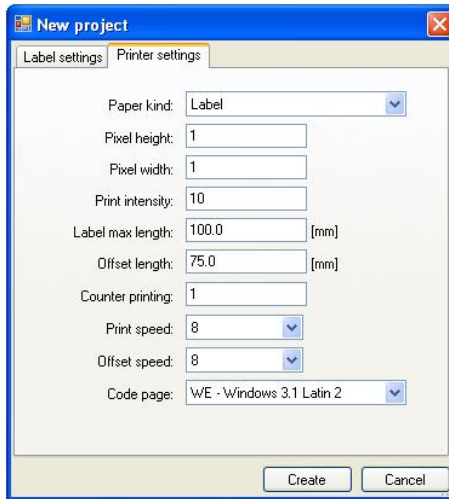 New project
Label settings Printer settings
Paper kind: Label
Pixel height: 1
Pixel width: 1
Print intensity: 10
Label max length: 100.0 [mm]
Offset length: 75.0 [mm]
Counter printing: 1
Print speed: 8
Offset speed: 8
Code page: WE - Windows 3.1 Latin 2
Create Cancel